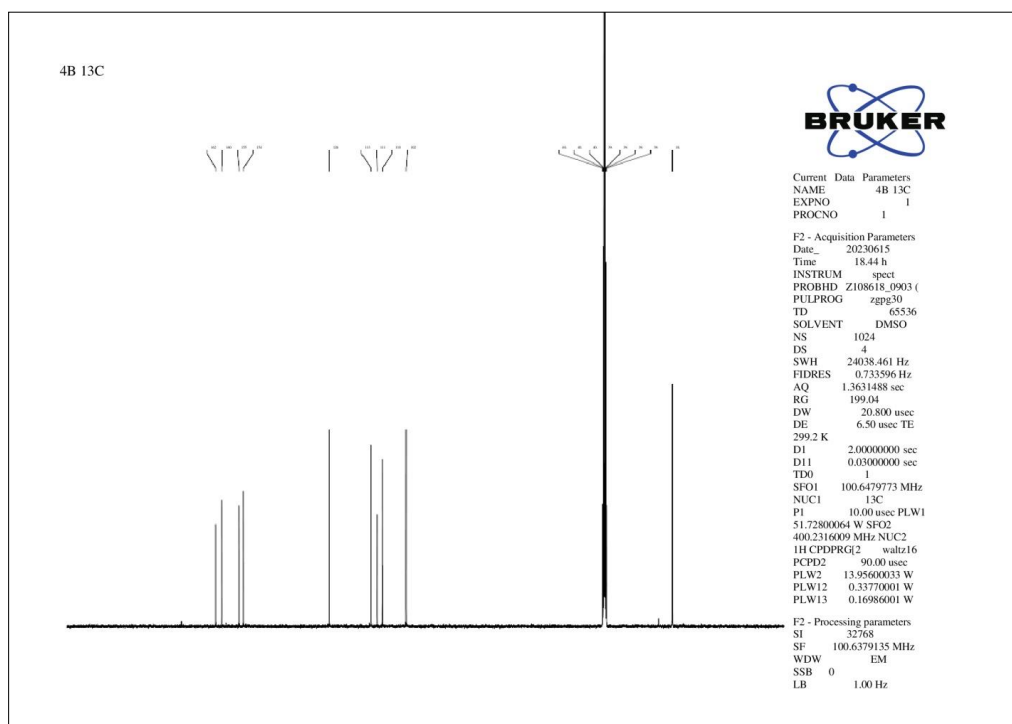 4B 13C
BRUKER
Current Data Parameters
NAME 4B 13C
EXPNO 1
PROCNO 1
F2 - Acquisition Parameters
Date_ 20230615
Time 18.44 h
INSTRUM spect
PROBHD Z108618_0903 (
PULPROG zgpg30
TD 65536
SOLVENT DMSO
NS 1024
DS 4
SWH 24038.461 Hz
FIDRES 0.733596 Hz
AQ 1.3631488 sec
RG 199.04
DW 20.800 usec
DE 6.50 usec TE
299.2 K
D1 2.00000000 sec
D11 0.03000000 sec
TD0 1
SFO1 100.6479773 MHz
NUC1 13C
P1 10.00 usec PLW1
51.72800064 W SFO2
400.2316009 MHz NUC2
1H CPDPRG[2 waltz16
PCPD2 90.00 usec
PLW2 13.95600033 W
PLW12 0.33770001 W
PLW13 0.16986001 W
F2 - Processing parameters
SI 32768
SF 100.6379135 MHz
WDW EM
SSB 0
LB 1.00 Hz